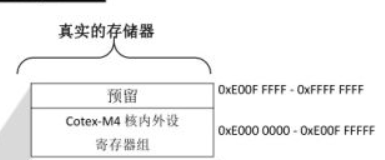 真实的存储器
预留
0xE00F FFFF - 0xFFFF FFFF
Cotex-M4 核内外设
寄存器组
0xE000 0000 - 0xE00F FFFFF